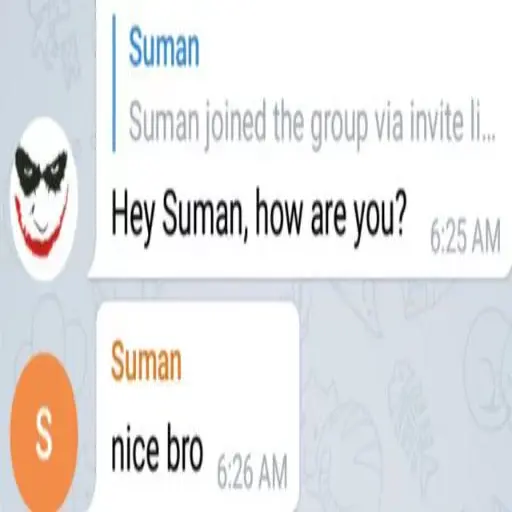 Suman
Suman joined the group via invite li...
Hey Suman, how are you? 6:25 AM
Suman
S
nice bro 6:26 AM